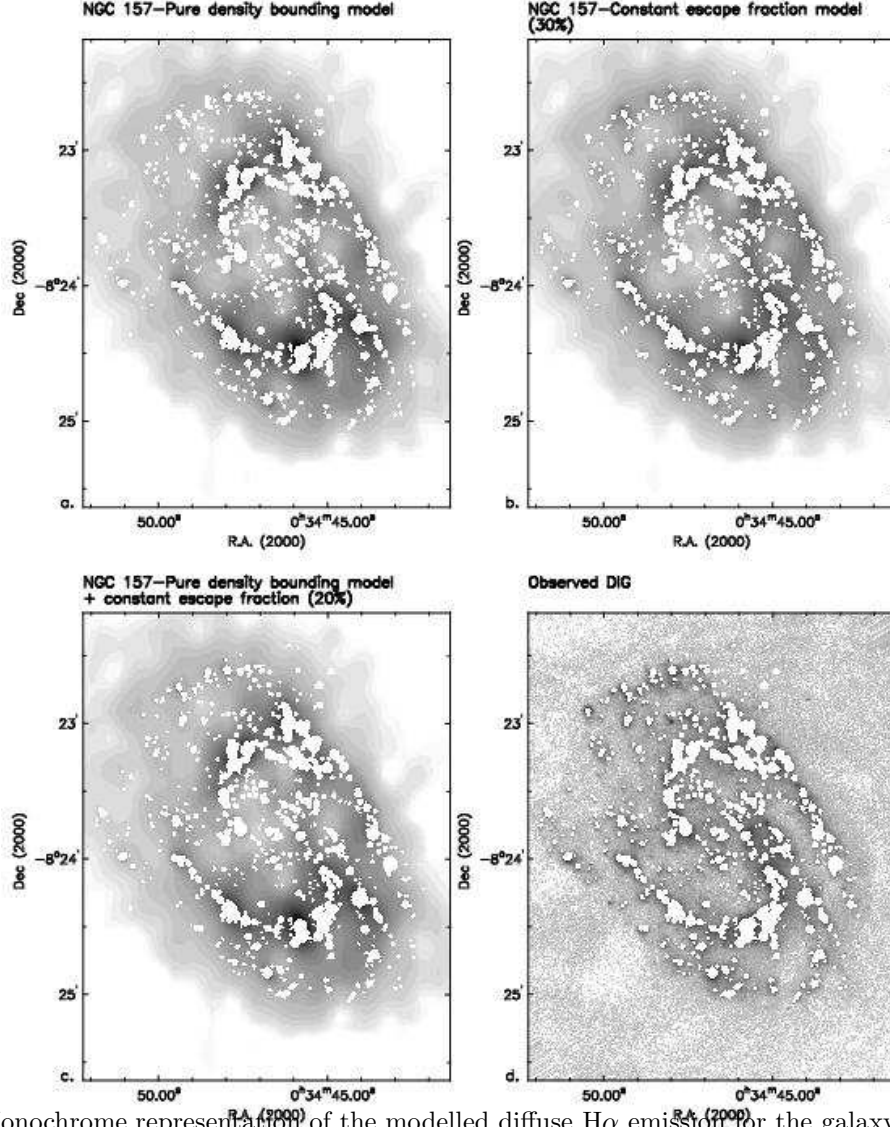 NGC 157–Pure density bounding model
NGC 157–Constant escape fraction model
(30%)
23'
-8°24'
25'
Dec (2000)
a.
50.00ˢ
0ʰ34ᵐ45.00ˢ
R.A. (2000)
23'
-8°24'
25'
Dec (2000)
b.
50.00ˢ
0ʰ34ᵐ45.00ˢ
R.A. (2000)
NGC 157–Pure density bounding model
+ constant escape fraction (20%)
Observed DIG
23'
-8°24'
25'
Dec (2000)
c.
50.00ˢ
0ʰ34ᵐ45.00ˢ
R.A. (2000)
23'
-8°24'
25'
Dec (2000)
d.
50.00ˢ
0ʰ34ᵐ45.00ˢ
R.A. (2000)
onochrome representation of the modelled diffuse Hα emission for the galaxy